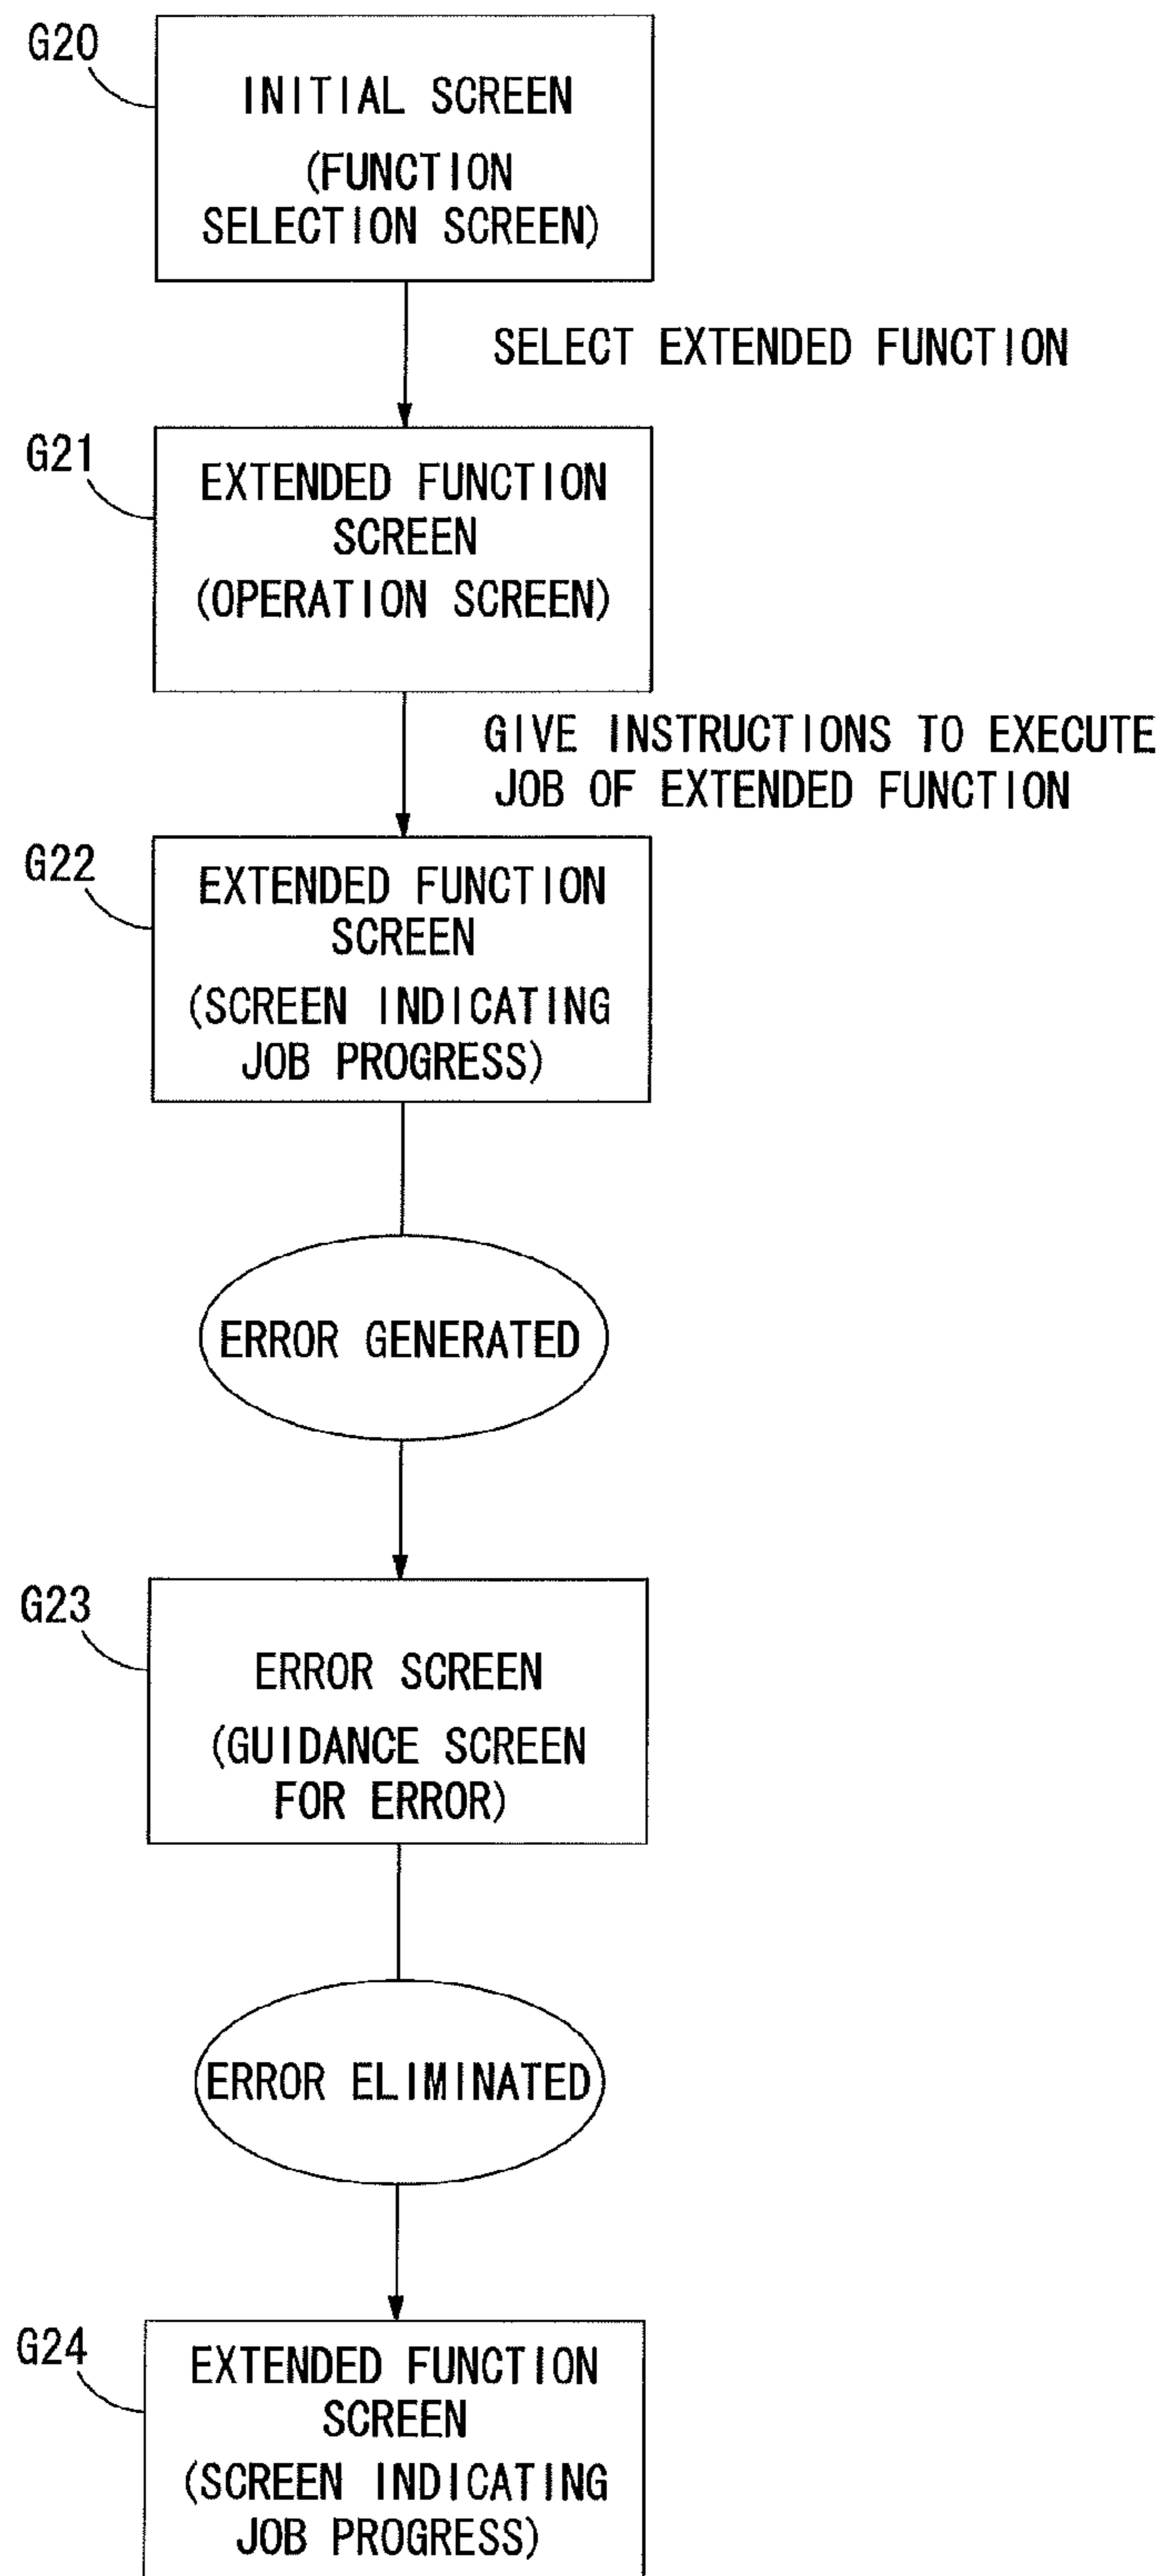 G20
INITIAL SCREEN
(FUNCTION
SELECTION SCREEN)
SELECT EXTENDED FUNCTION
G21
EXTENDED FUNCTION
SCREEN
(OPERATION SCREEN)
GIVE INSTRUCTIONS TO EXECUTE
JOB OF EXTENDED FUNCTION
G22
EXTENDED FUNCTION
SCREEN
(SCREEN INDICATING
JOB PROGRESS)
ERROR GENERATED
G23
ERROR SCREEN
(GUIDANCE SCREEN
FOR ERROR)
ERROR ELIMINATED
G24
EXTENDED FUNCTION
SCREEN
(SCREEN INDICATING
JOB PROGRESS)